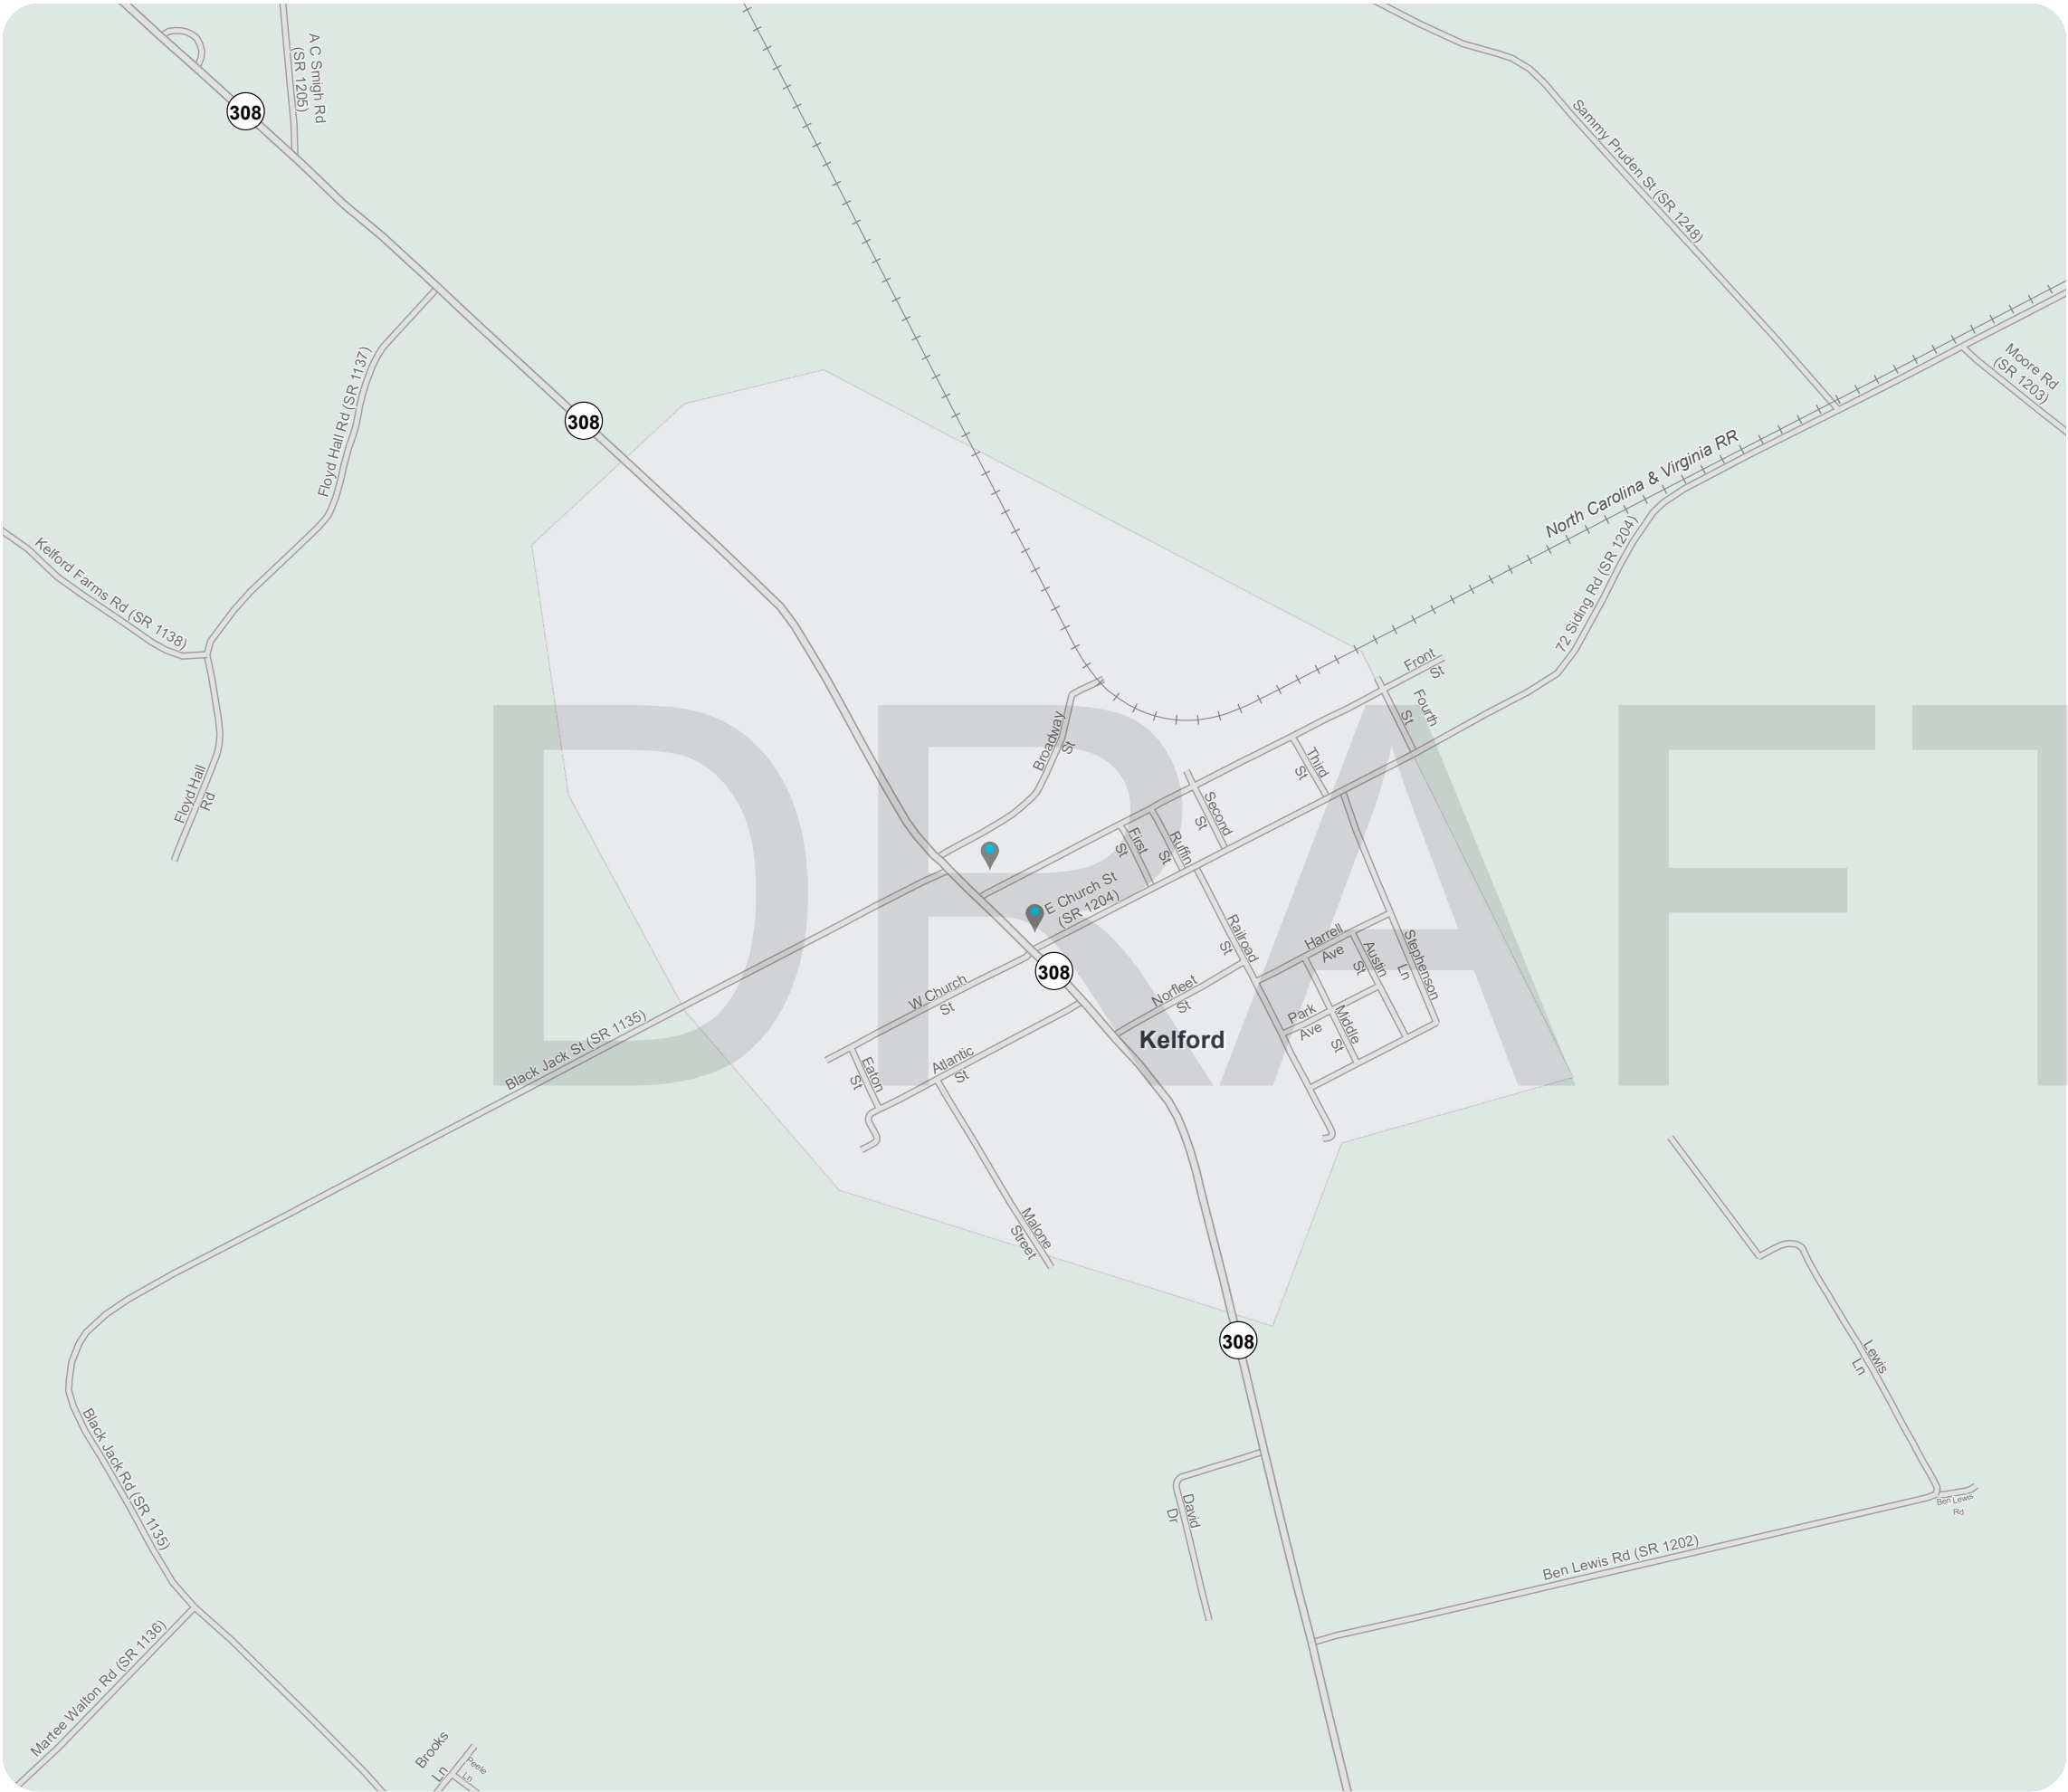 A C Smigh Rd
(SR 1205)
308
Sammy Pruden St (SR 1248)
Moore Rd
(SR 1203)
Floyd Hall Rd (SR 1137)
308
North Carolina & Virginia RR
72 Siding Rd (SR 1204)
Kelford Farms Rd (SR 1138)
Front
St
Fourth
St
Broadway
St
Third
St
Floyd Hall
Rd
Second
St
First
St
Ruffin
St
DRAFT
E Church St
(SR 1204)
Railroad
St
Harrell
Ave
Austin
St
Stephenson
Ln
308
W Church
St
Norfleet
St
Park
Ave
Middle
St
Kelford
Black Jack St (SR 1135)
Atlantic
St
Eaton
St
Malone
Street
308
Lewis
Ln
Black Jack Rd (SR 1135)
David
Dr
Ben Lewis
Rd
Ben Lewis Rd (SR 1202)
Martee Walton Rd (SR 1136)
Brooks
Ln
Peele
Ln